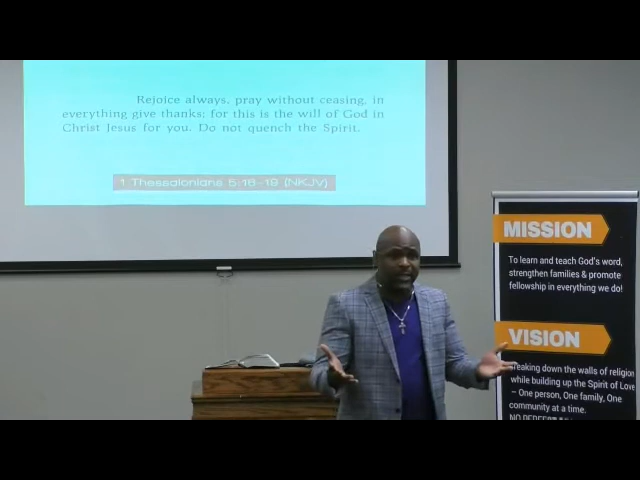 Rejoice always, pray without ceasing, in
everything give thanks; for this is the will of God in
Christ Jesus for you. Do not quench the Spirit.
1 Thessalonians 5:16-19 (NKJV)
MISSION
To learn and teach God's word,
strengthen families & promote
fellowship in everything we do!
VISION
Breaking down the walls of religion
while building up the Spirit of Love
– One person, One family, One
community at a time.
NO